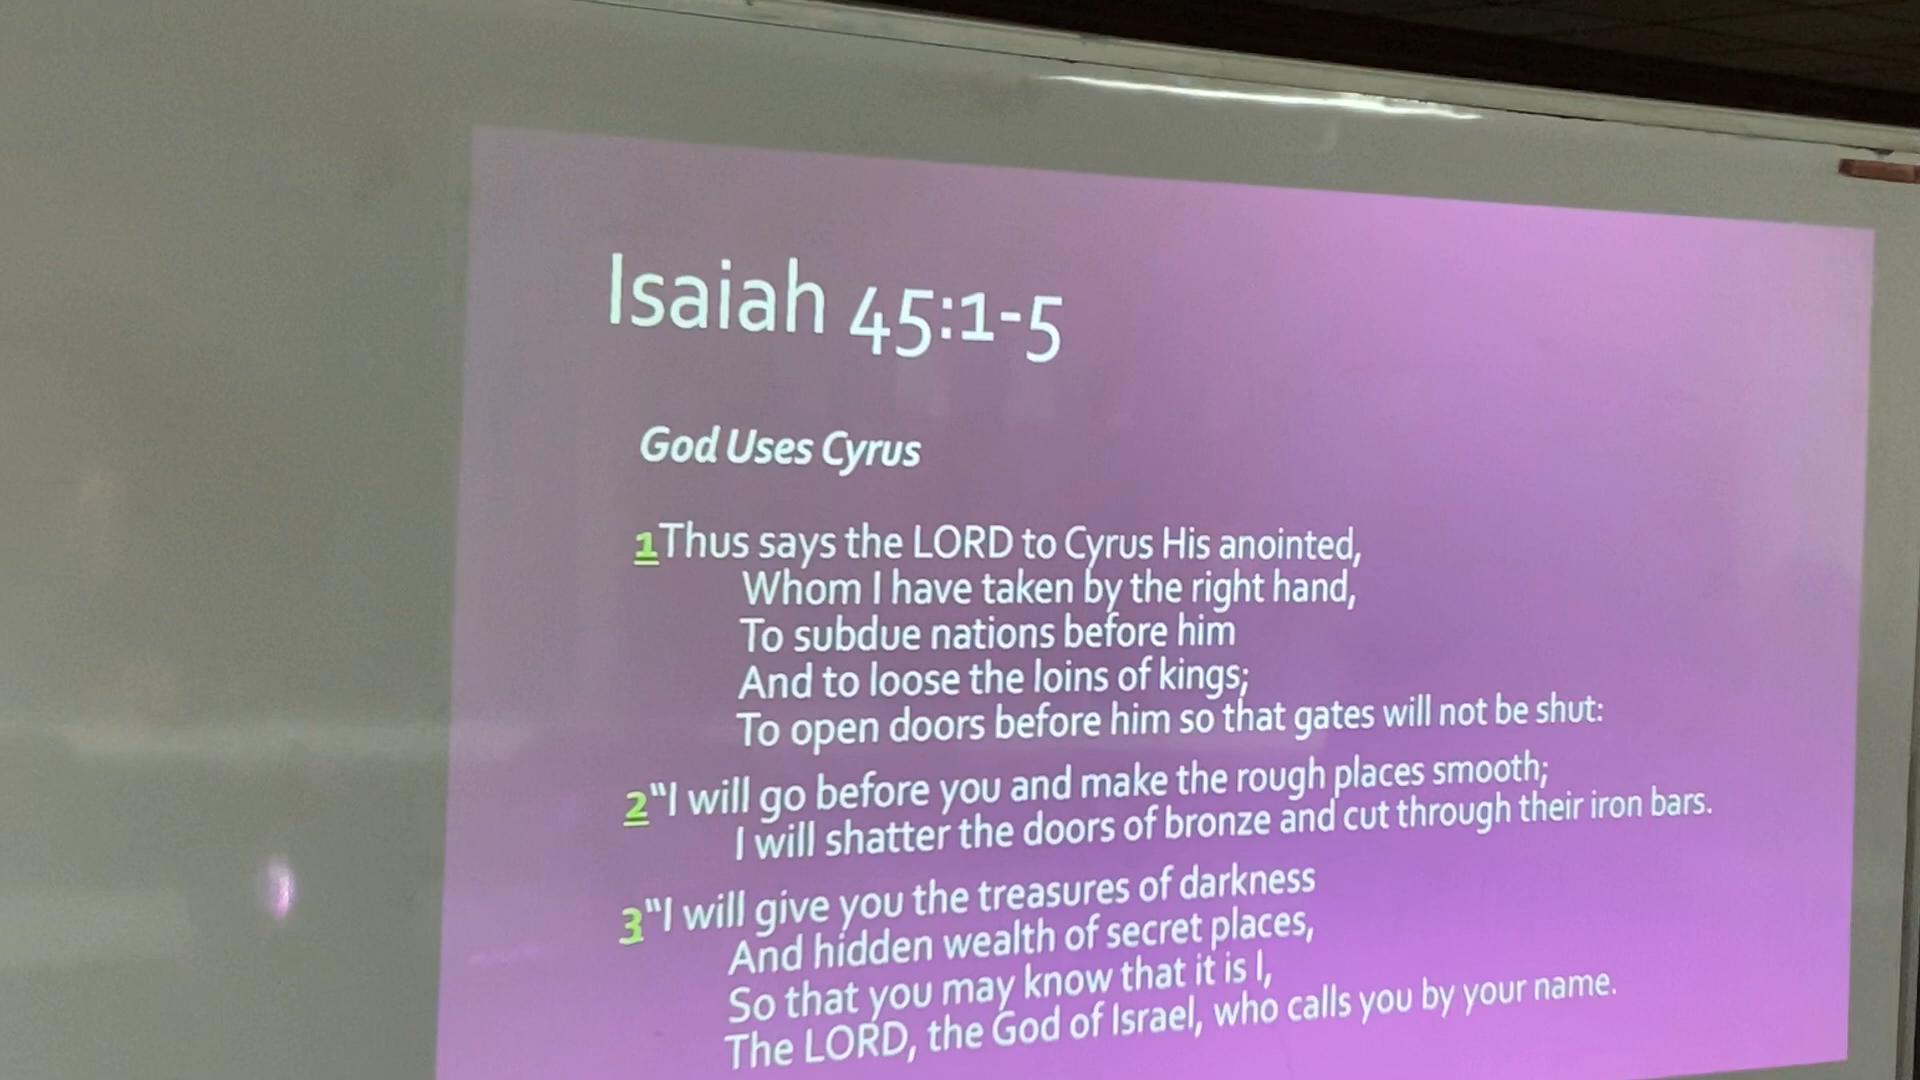 Isaiah 45:1-5
God Uses Cyrus
1Thus says the LORD to Cyrus His anointed,
Whom I have taken by the right hand,
To subdue nations before him
And to loose the loins of kings;
To open doors before him so that gates will not be shut:
2“I will go before you and make the rough places smooth;
I will shatter the doors of bronze and cut through their iron bars.
3“I will give you the treasures of darkness
And hidden wealth of secret places,
So that you may know that it is I,
The LORD, the God of Israel, who calls you by your name.